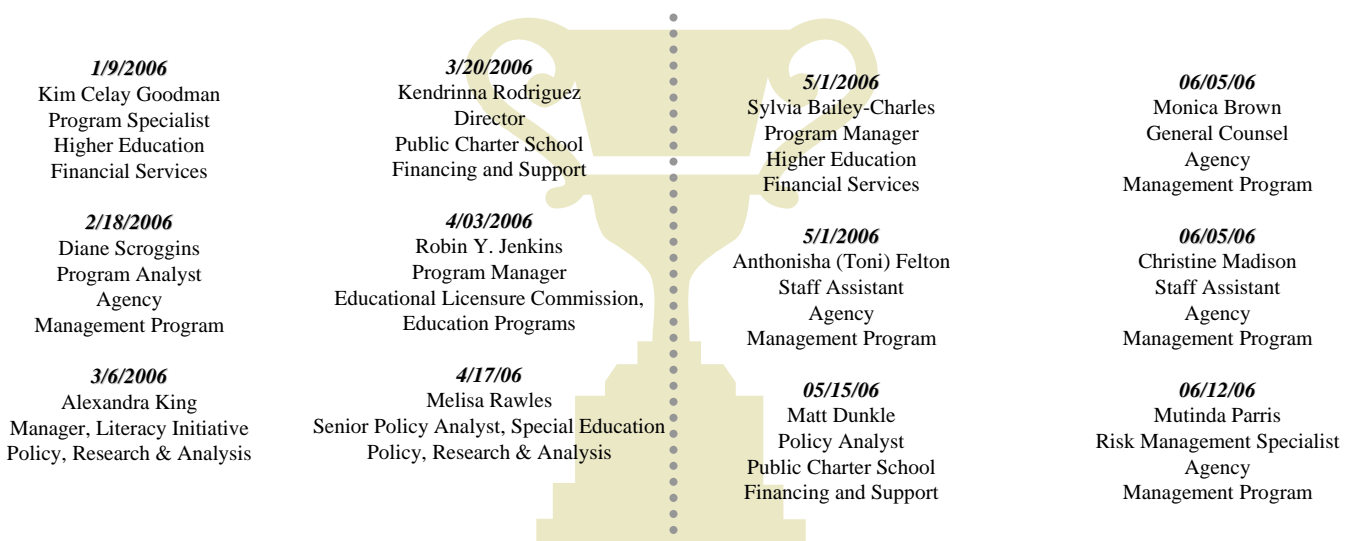 1/9/2006
Kim Celay Goodman
Program Specialist
Higher Education
Financial Services
2/18/2006
Diane Scroggins
Program Analyst
Agency
Management Program
3/6/2006
Alexandra King
Manager, Literacy Initiative
Policy, Research & Analysis
3/20/2006
Kendrinna Rodriguez
Director
Public Charter School
Financing and Support
4/03/2006
Robin Y. Jenkins
Program Manager
Educational Licensure Commission,
Education Programs
4/17/06
Melisa Rawles
Senior Policy Analyst, Special Education
Policy, Research & Analysis
5/1/2006
Sylvia Bailey-Charles
Program Manager
Higher Education
Financial Services
5/1/2006
Anthonisha (Toni) Felton
Staff Assistant
Agency
Management Program
05/15/06
Matt Dunkle
Policy Analyst
Public Charter School
Financing and Support
06/05/06
Monica Brown
General Counsel
Agency
Management Program
06/05/06
Christine Madison
Staff Assistant
Agency
Management Program
06/12/06
Mutinda Parris
Risk Management Specialist
Agency
Management Program